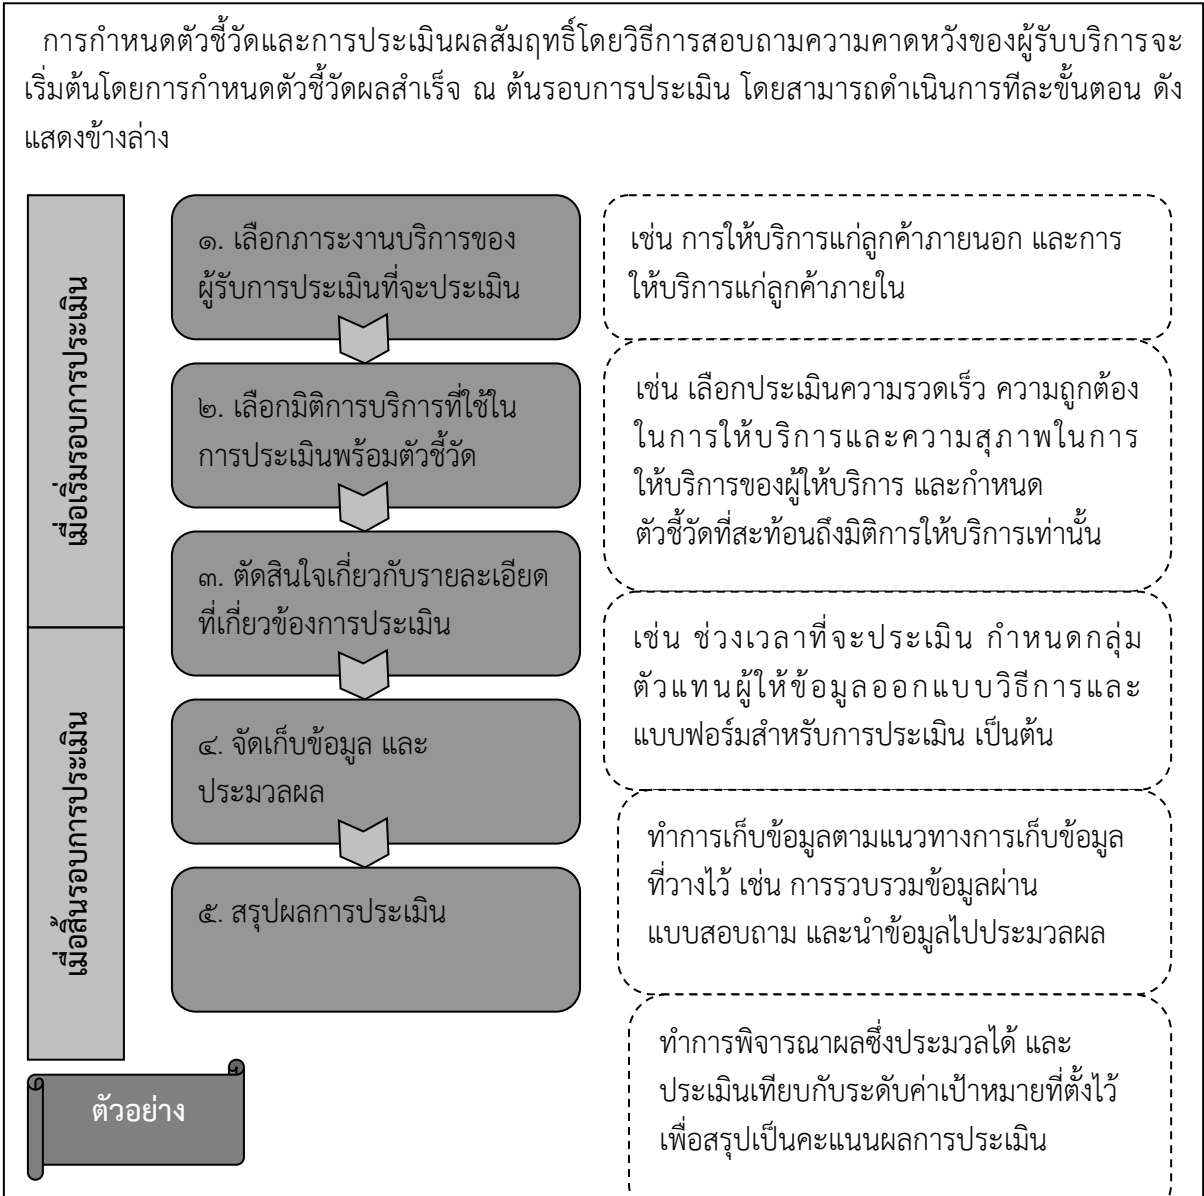 การกำหนดตัวชี้วัดและการประเมินผลสัมฤทธิ์โดยวิธีการสอบถามความคาดหวังของผู้รับบริการจะ
เริ่มต้นโดยการกำหนดตัวชี้วัดผลสำเร็จ ณ ต้นรอบการประเมิน โดยสามารถดำเนินการทีละขั้นตอน ดัง
แสดงข้างล่าง
เมื่อเริ่มรอบการประเมิน
๑. เลือกภาระงานบริการของ
ผู้รับการประเมินที่จะประเมิน
เช่น การให้บริการแก่ลูกค้าภายนอก และการ
ให้บริการแก่ลูกค้าภายใน
๒. เลือกมิติการบริการที่ใช้ใน
การประเมินพร้อมตัวชี้วัด
เช่น เลือกประเมินความรวดเร็ว ความถูกต้อง
ในการให้บริการและความสุภาพในการ
ให้บริการของผู้ให้บริการ และกำหนด
ตัวชี้วัดที่สะท้อนถึงมิติการให้บริการเท่านั้น
๓. ตัดสินใจเกี่ยวกับรายละเอียด
ที่เกี่ยวข้องการประเมิน
เช่น ช่วงเวลาที่จะประเมิน กำหนดกลุ่ม
ตัวแทนผู้ให้ข้อมูลออกแบบวิธีการและ
แบบฟอร์มสำหรับการประเมิน เป็นต้น
เมื่อสิ้นรอบการประเมิน
๔. จัดเก็บข้อมูล และ
ประมวลผล
ทำการเก็บข้อมูลตามแนวทางการเก็บข้อมูล
ที่วางไว้ เช่น การรวบรวมข้อมูลผ่าน
แบบสอบถาม และนำข้อมูลไปประมวลผล
๕. สรุปผลการประเมิน
ทำการพิจารณาผลซึ่งประมวลได้ และ
ประเมินเทียบกับระดับค่าเป้าหมายที่ตั้งไว้
เพื่อสรุปเป็นคะแนนผลการประเมิน
ตัวอย่าง